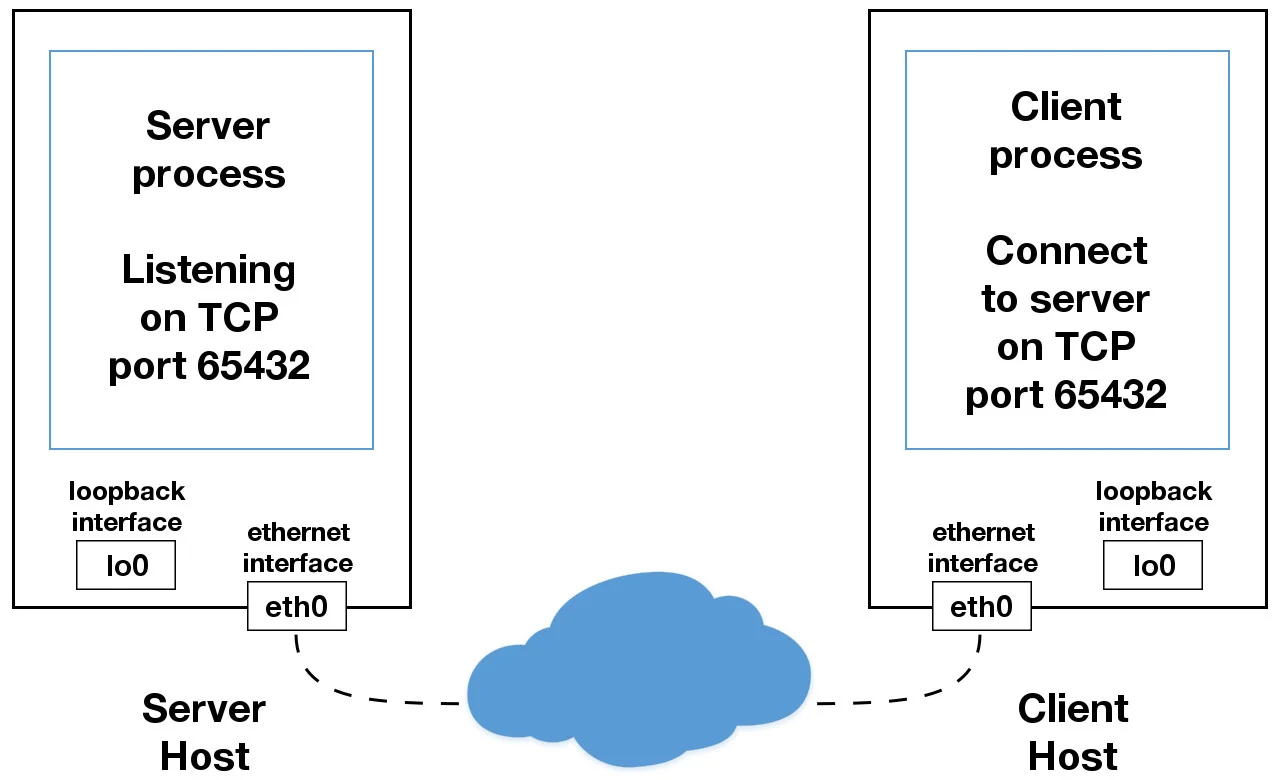 Server
process
Listening
on TCP
port 65432
loopback
interface
lo0
ethernet
interface
eth0
Server
Host
Client
process
Connect
to server
on TCP
port 65432
ethernet
interface
eth0
loopback
interface
lo0
Client
Host